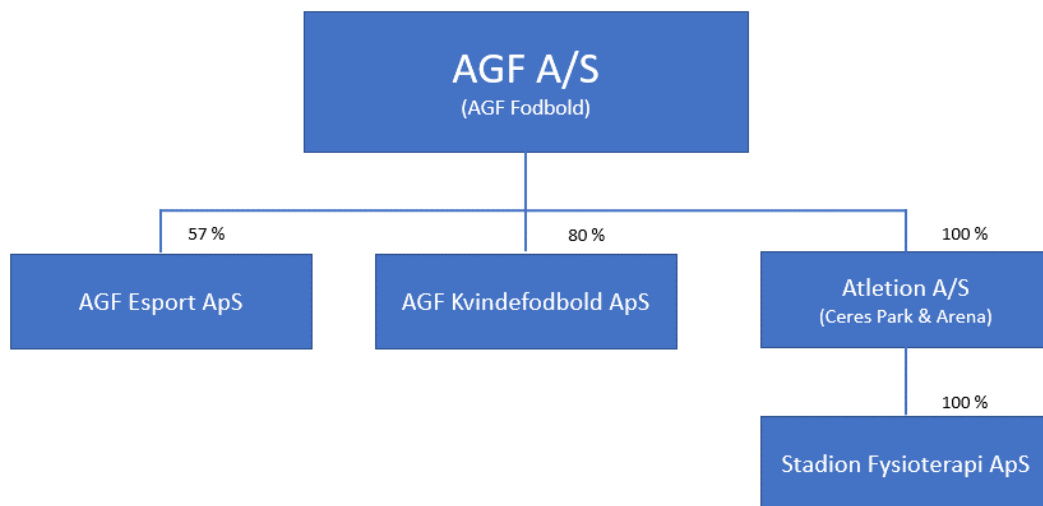 AGF A/S
(AGF Fodbold)
57 %
80 %
100 %
AGF Esport ApS
AGF Kvindefodbold ApS
Atletion A/S
(Ceres Park & Arena)
100 %
Stadion Fysioterapi ApS